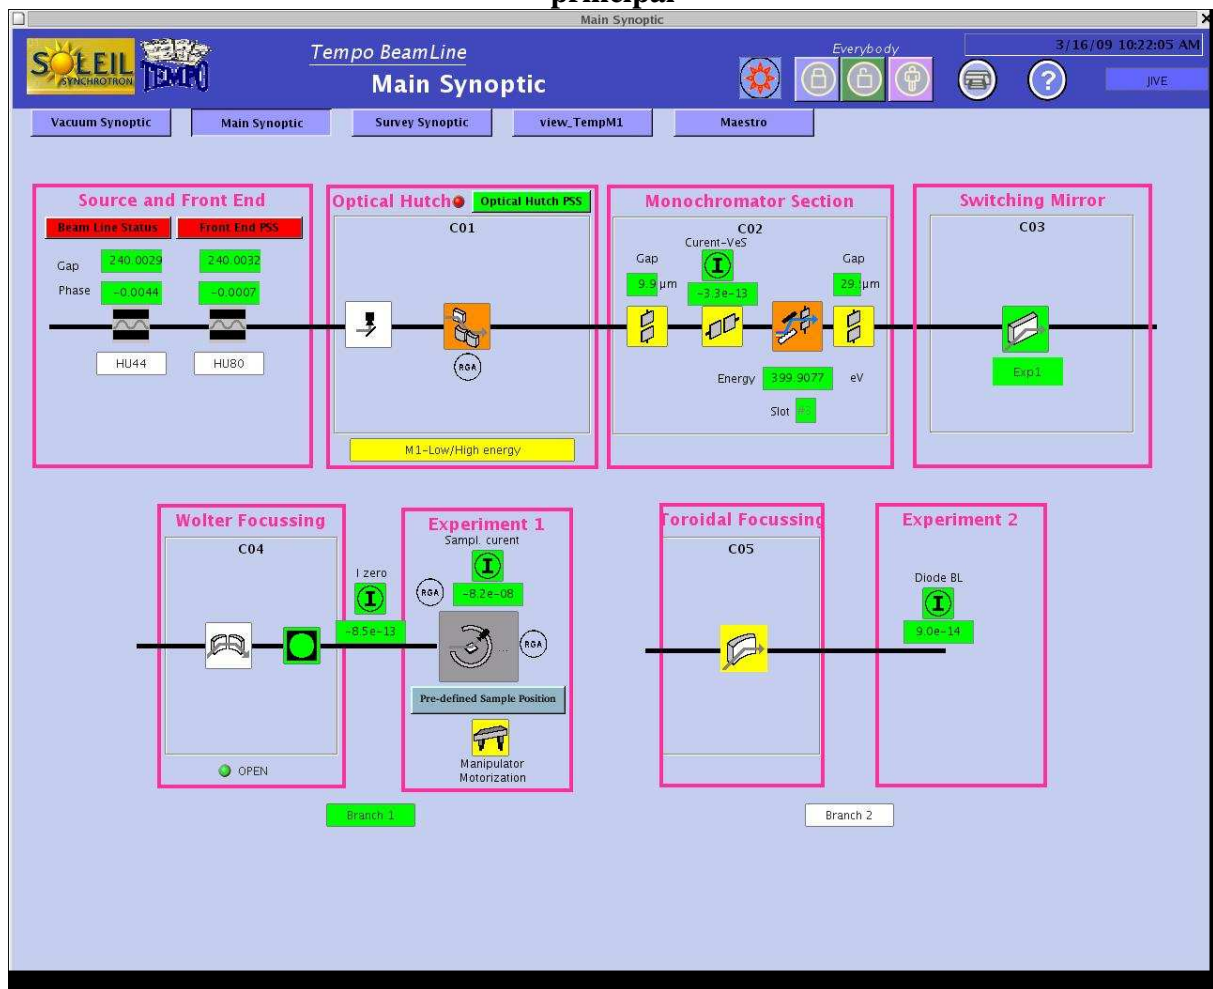 principal
Main Synoptic
SOLEIL
SYNCHROTRON
TEMPO
Tempo BeamLine
Main Synoptic
Everybody
3/16/09 10:22:05 AM
JIVE
Vacuum Synoptic
Main Synoptic
Survey Synoptic
view_TempM1
Maestro
Source and Front End
Beam Line Status
Front End PSS
Gap
240.0029
240.0032
Phase
-0.0044
-0.0007
HU44
HU80
Optical Hutch
Optical Hutch PSS
C01
RGA
M1-Low/High energy
Monochromator Section
C02
Curent-VeS
Gap
I
Gap
9.9 µm
-3.3e-13
29. µm
Energy
399.9077
eV
Slot
Switching Mirror
C03
Exp1
Wolter Focussing
C04
OPEN
I zero
I
-8.5e-13
Experiment 1
Sampl. curent
I
RGA
-8.2e-08
...
RGA
Pre-defined Sample Position
Manipulator
Motorization
Branch 1
Toroidal Focussing
C05
Experiment 2
Diode BL
I
9.0e-14
Branch 2